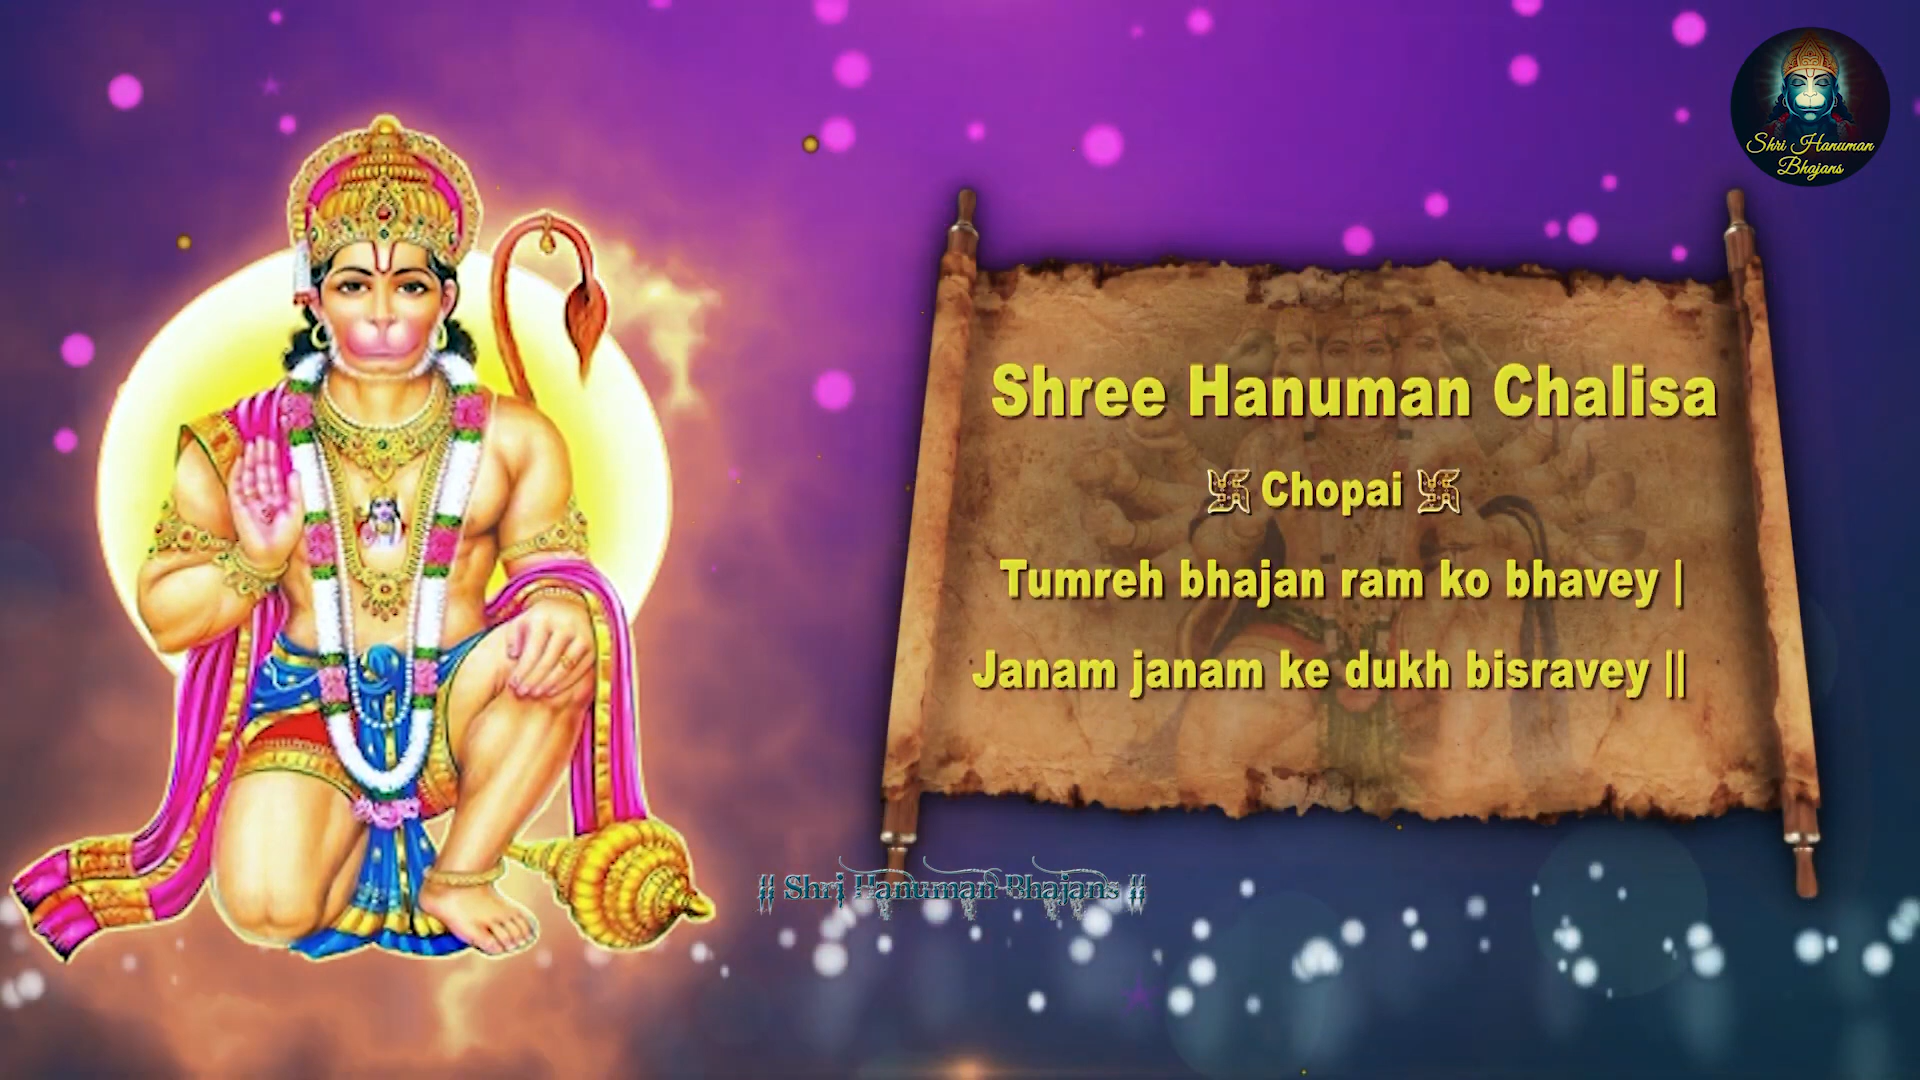 Shri Hanuman
Bhajans
Shree Hanuman Chalisa
卐 Chopai 卐
Tumreh bhajan ram ko bhavey |
Janam janam ke dukh bisravey ||
|| Shri Hanuman Bhajans ||